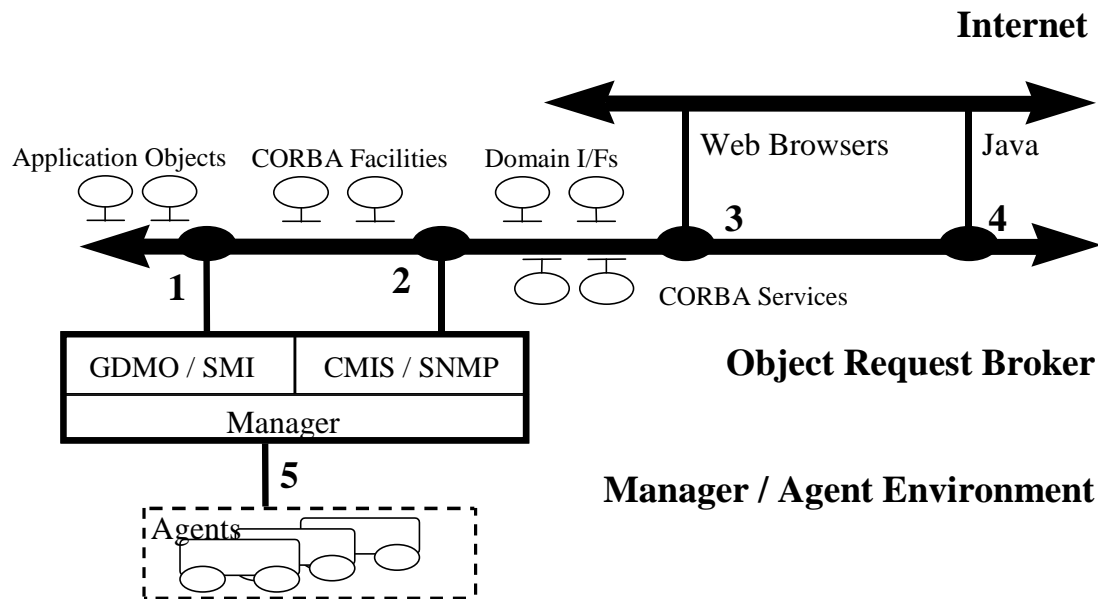 Internet
Web Browsers Java
Application Objects CORBA Facilities Domain I/Fs
3 4
1 2
CORBA Services
GDMO / SMI CMIS / SNMP
Object Request Broker
Manager
5
Manager / Agent Environment
Agents